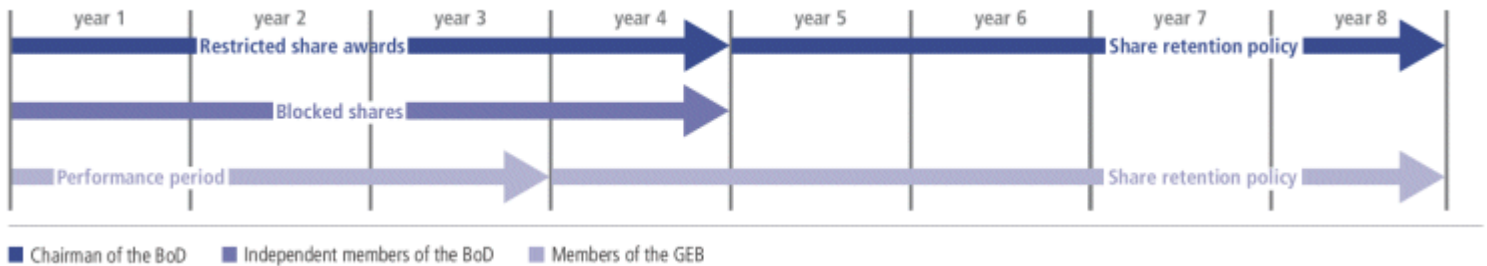 year 1 year 2 year 3 year 4 year 5 year 6 year 7 year 8
Restricted share awards Share retention policy
Blocked shares
Performance period Share retention policy
Chairman of the BoD Independent members of the BoD Members of the GEB